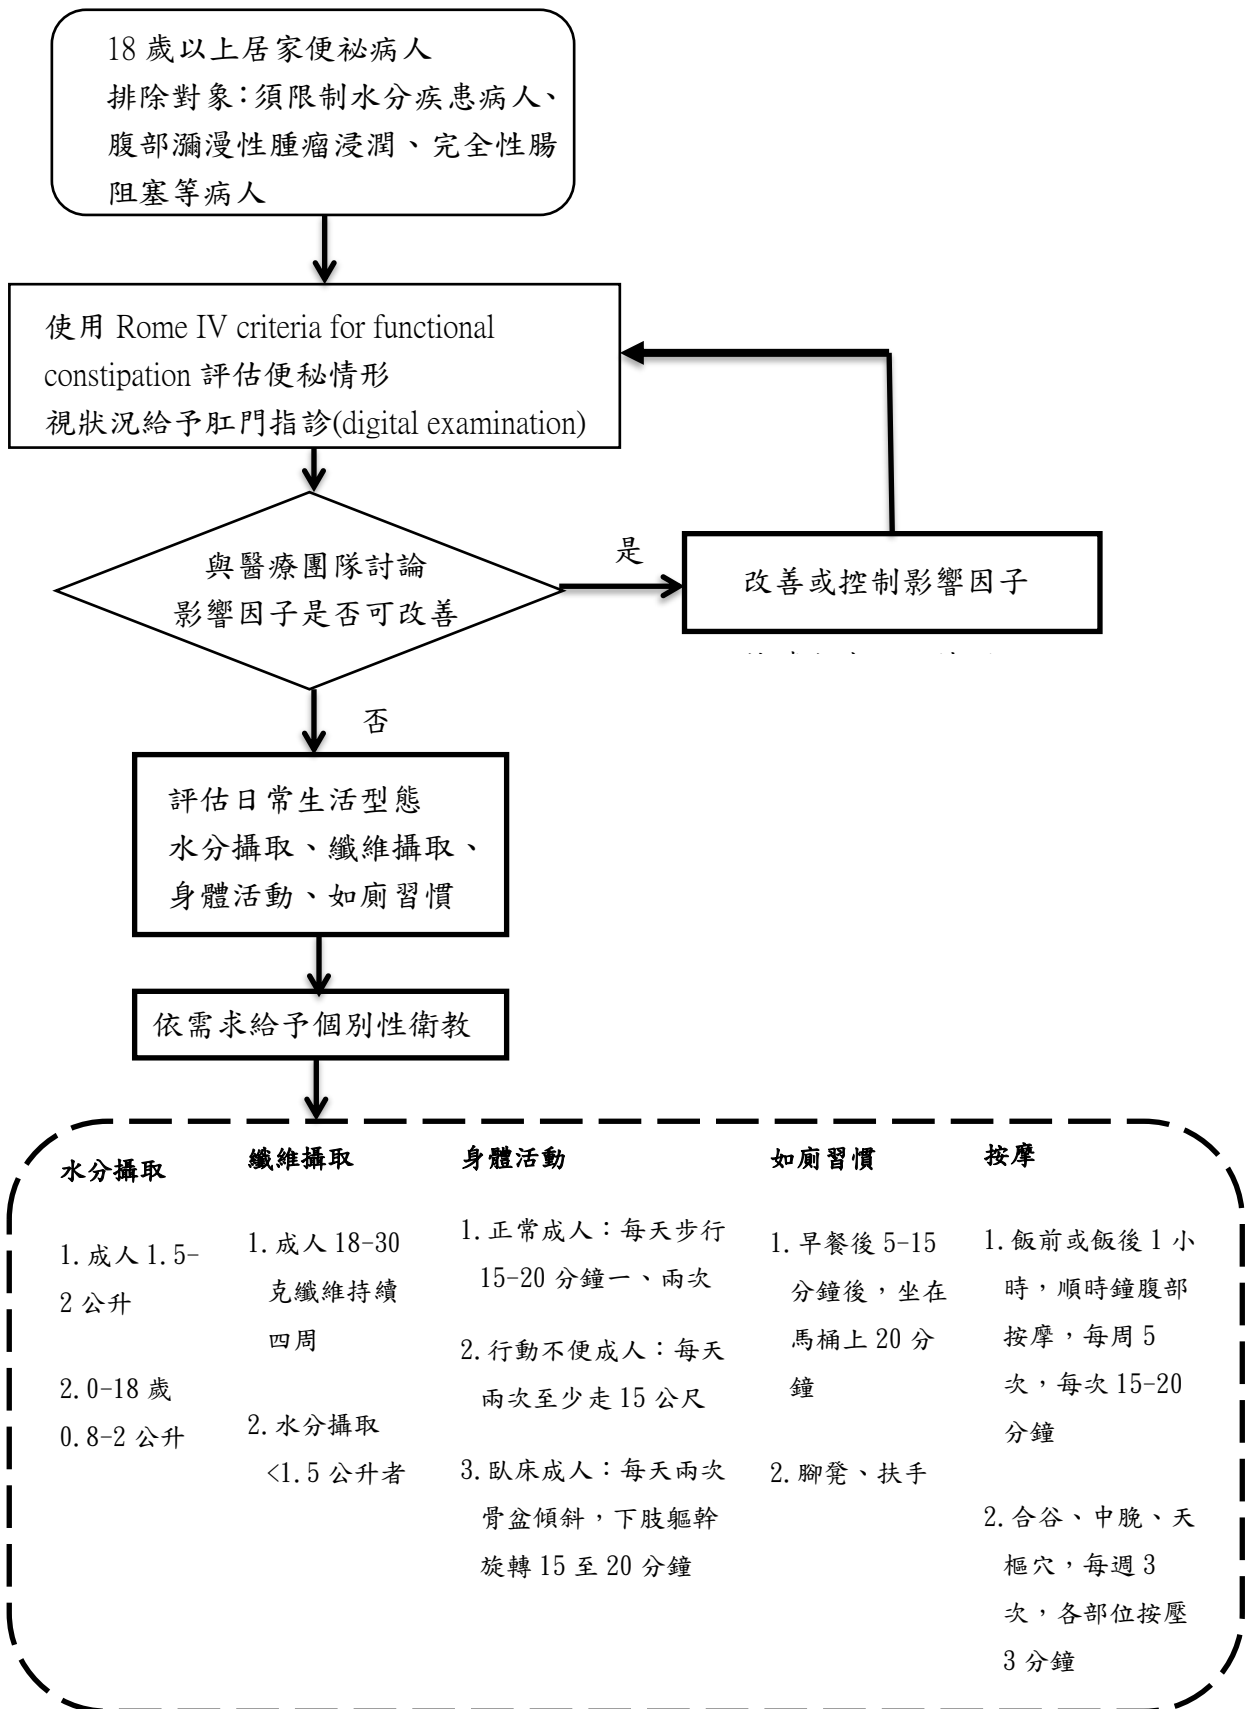 18 歲以上居家便祕病人
排除對象：須限制水分疾患病人、
腹部瀰漫性腫瘤浸潤、完全性腸
阻塞等病人
使用 Rome IV criteria for functional
constipation 評估便秘情形
視狀況給予肛門指診(digital examination)
與醫療團隊討論
影響因子是否可改善
是
改善或控制影響因子
否
評估日常生活型態
水分攝取、纖維攝取、
身體活動、如廁習慣
依需求給予個別性衛教
水分攝取
1.成人 1.5-
2 公升
2.0-18 歲
0.8-2 公升
纖維攝取
1.成人 18-30
克纖維持續
四周
2.水分攝取
<1.5 公升者
身體活動
1.正常成人：每天步行
15-20 分鐘一、兩次
2.行動不便成人：每天
兩次至少走 15 公尺
3.臥床成人：每天兩次
骨盆傾斜，下肢軀幹
旋轉 15 至 20 分鐘
如廁習慣
1.早餐後 5-15
分鐘後，坐在
馬桶上 20 分
鐘
2.腳凳、扶手
按摩
1.飯前或飯後 1 小
時，順時鐘腹部
按摩，每周 5
次，每次 15-20
分鐘
2.合谷、中脘、天
樞穴，每週 3
次，各部位按壓
3 分鐘